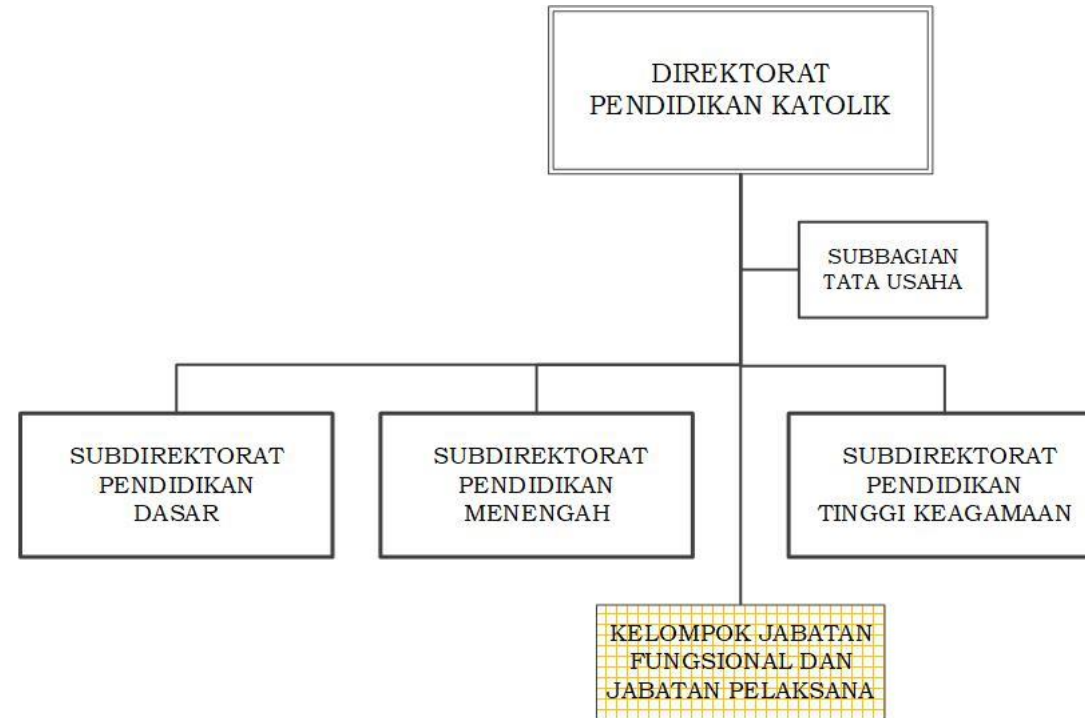 DIREKTORAT
PENDIDIKAN KATOLIK
SUBBAGIAN
TATA USAHA
SUBDIREKTORAT
PENDIDIKAN
DASAR
SUBDIREKTORAT
PENDIDIKAN
MENENGAH
SUBDIREKTORAT
PENDIDIKAN
TINGGI KEAGAMAAN
KELOMPOK JABATAN
FUNGSIONAL DAN
JABATAN PELAKSANA